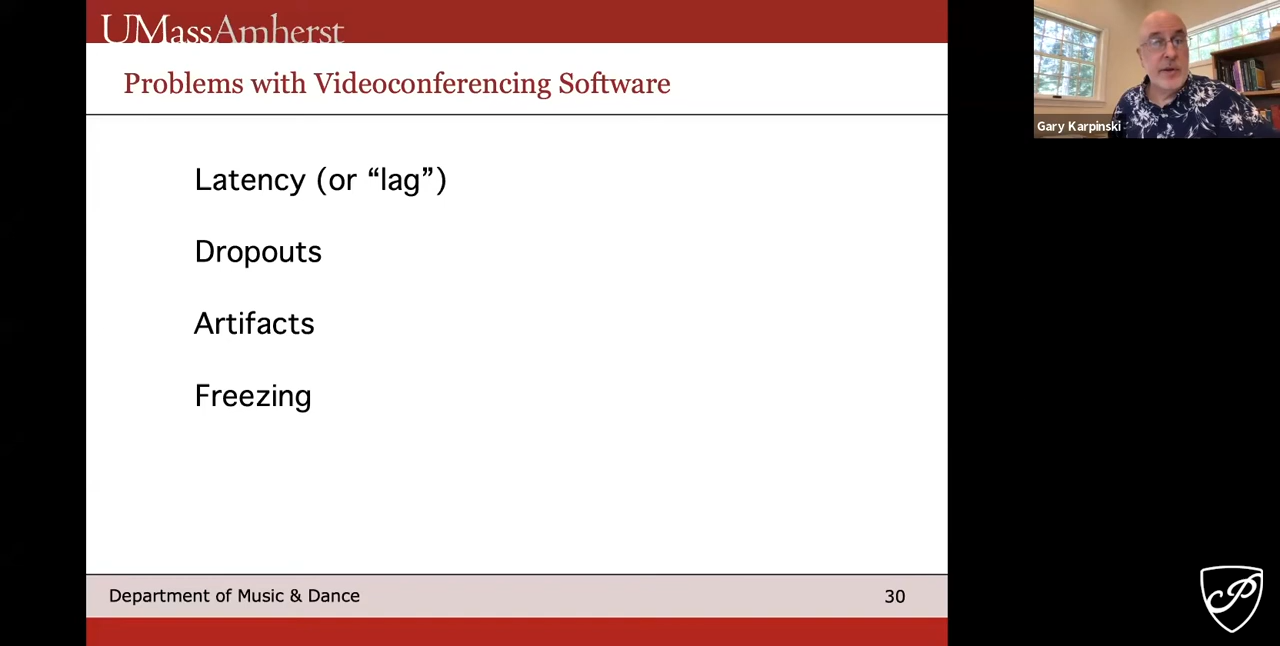 UMassAmherst
Problems with Videoconferencing Software
Gary Karpinski
Latency (or “lag”)
Dropouts
Artifacts
Freezing
Department of Music & Dance
30